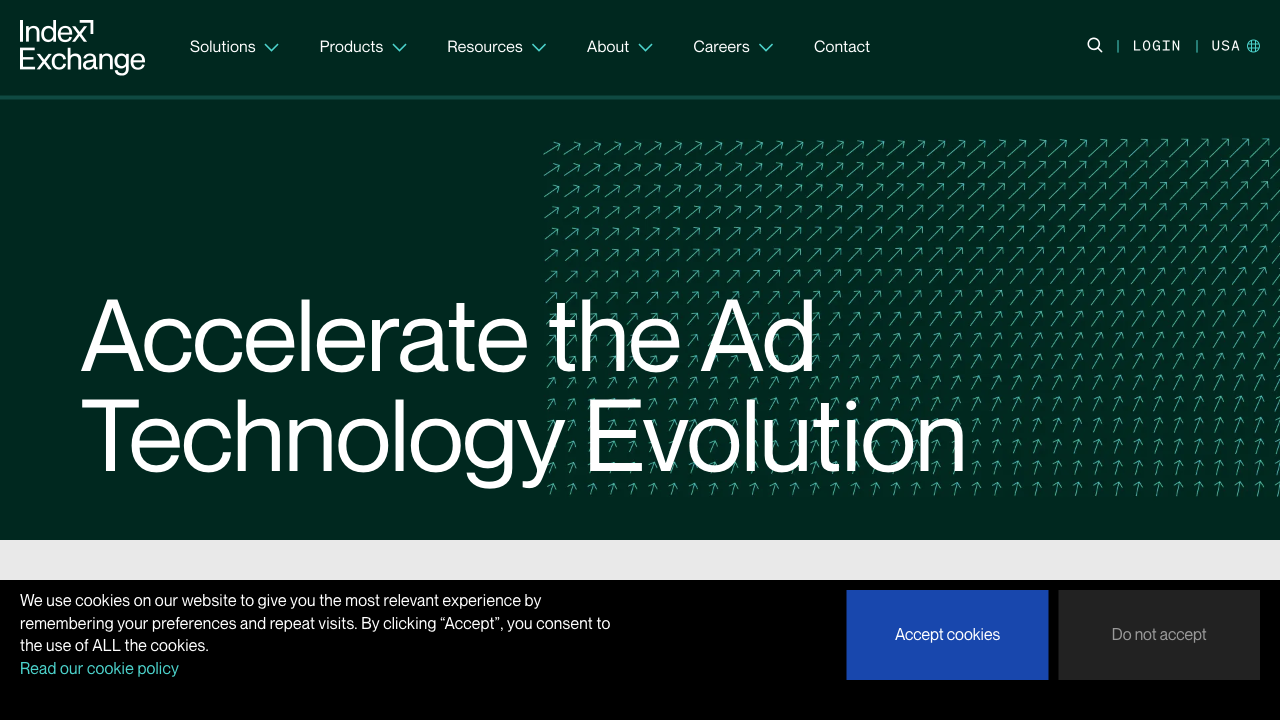 Index
Exchange
Solutions
Products
Resources
About
Careers
Contact
LOGIN
USA
Accelerate the Ad
Technology Evolution
We use cookies on our website to give you the most relevant experience by
remembering your preferences and repeat visits. By clicking “Accept”, you consent to
the use of ALL the cookies.
Read our cookie policy
Accept cookies
Do not accept